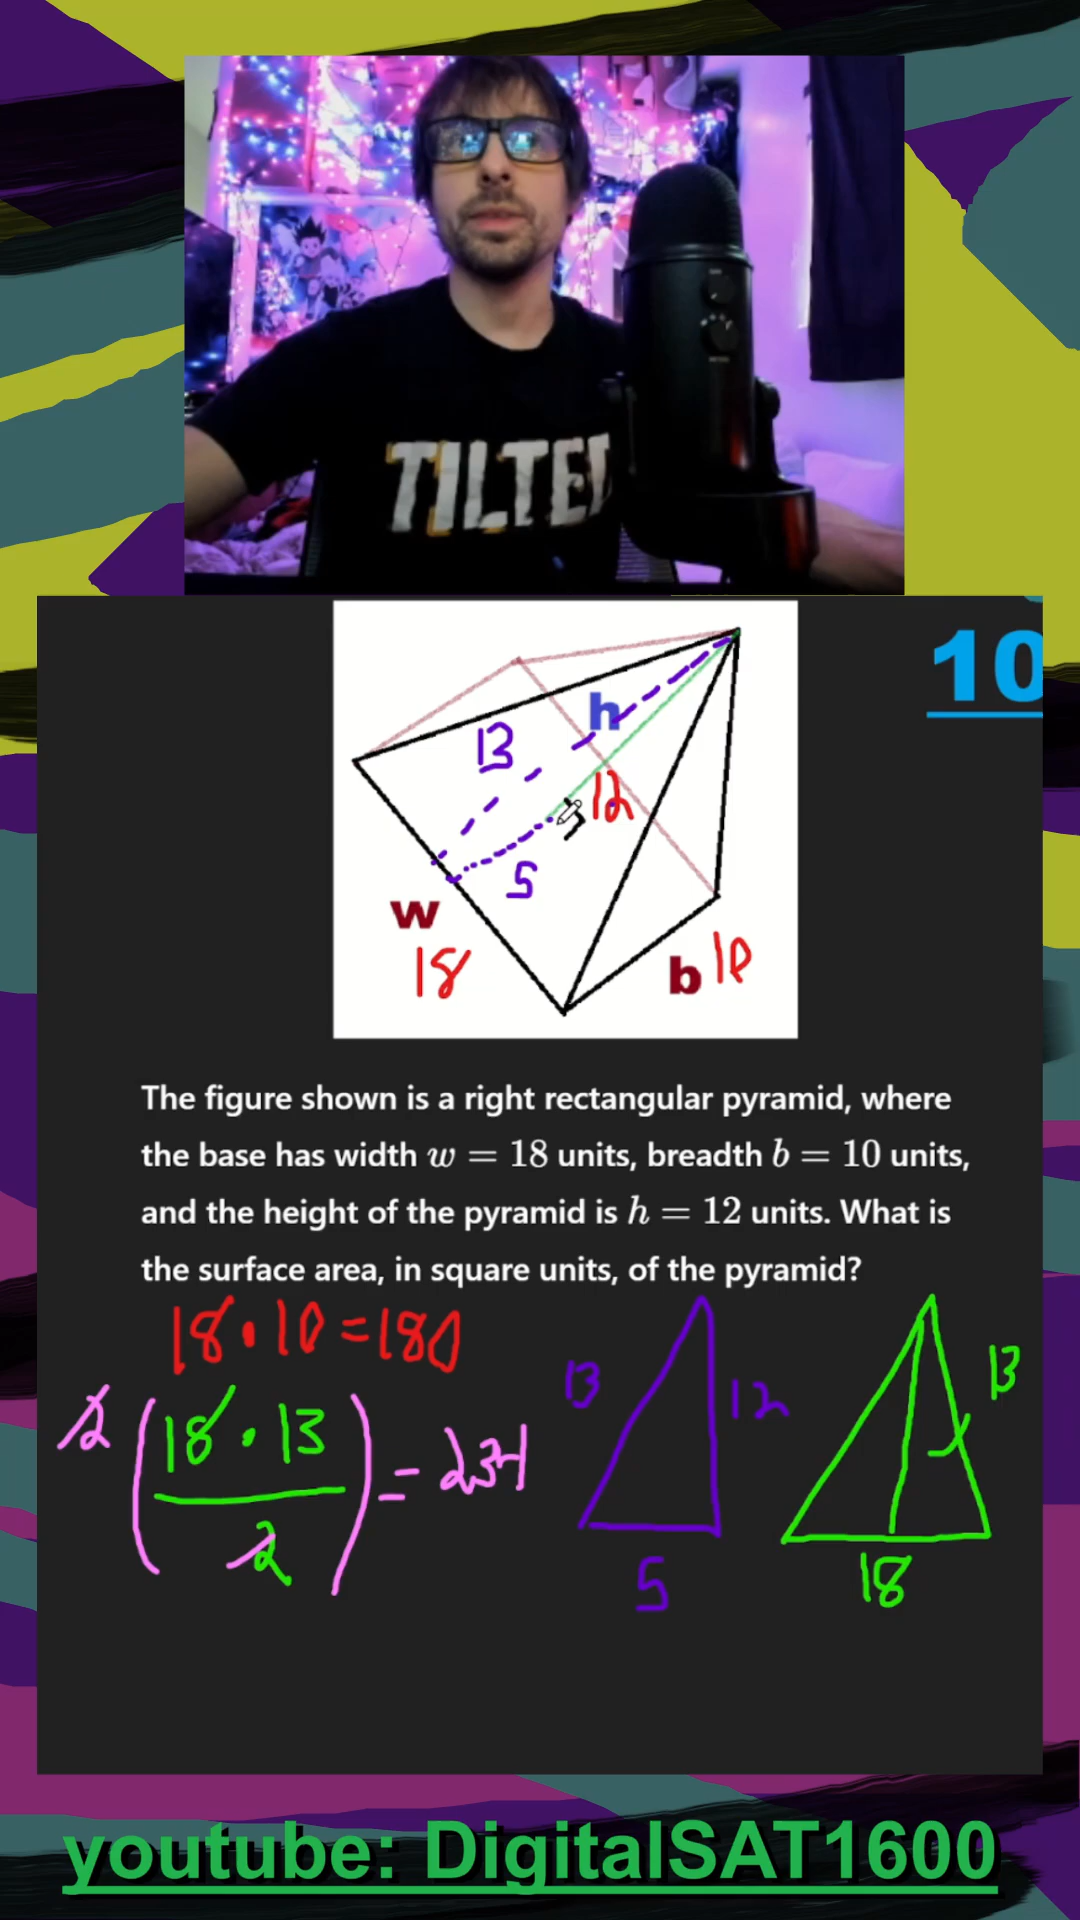 TILTED
10
h
13
12
5
w
18
b 10
The figure shown is a right rectangular pyramid, where
the base has width w = 18 units, breadth b = 10 units,
and the height of the pyramid is h = 12 units. What is
the surface area, in square units, of the pyramid?
18 · 10 = 180
2 (18 · 13 / 2) = 234
13
12
5
13
18
youtube: DigitalSAT1600